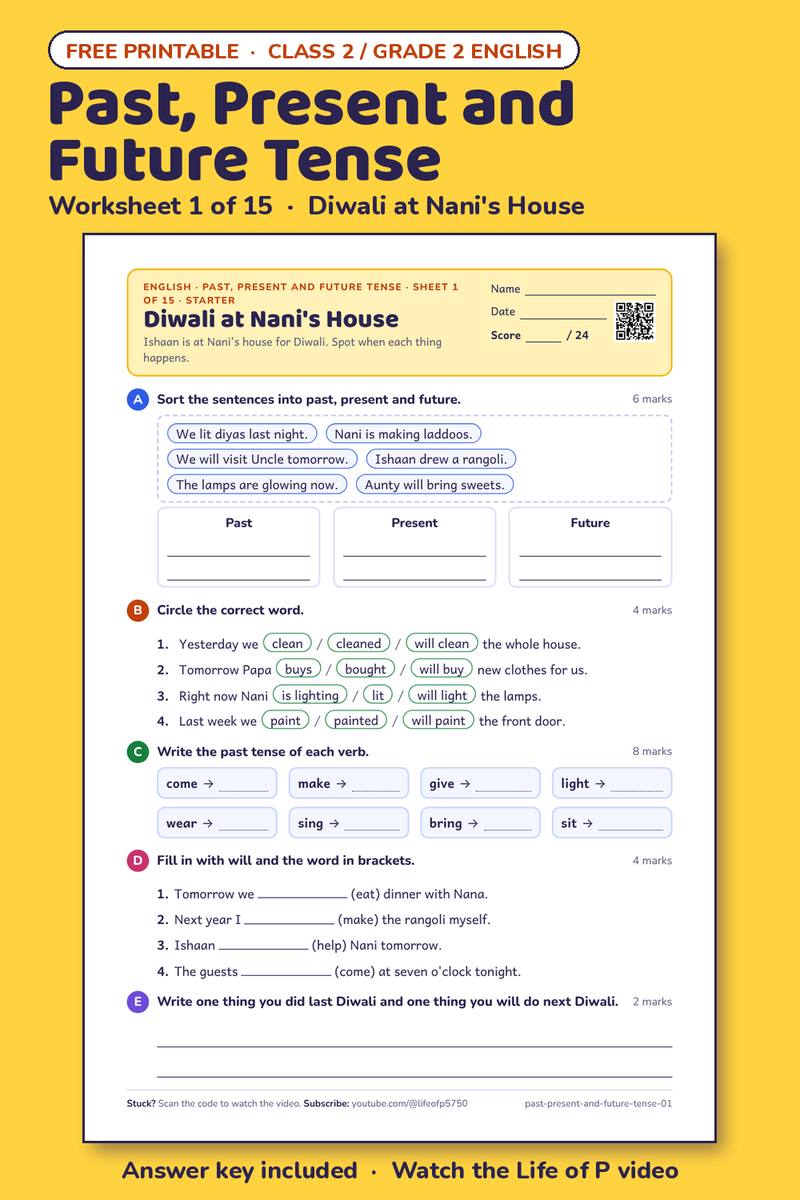 FREE PRINTABLE · CLASS 2 / GRADE 2 ENGLISH
Past, Present and
Future Tense
Worksheet 1 of 15 · Diwali at Nani's House
ENGLISH · PAST, PRESENT AND FUTURE TENSE · SHEET 1
OF 15 · STARTER
Diwali at Nani's House
Ishaan is at Nani's house for Diwali. Spot when each thing
happens.
Name
Date
Score ______ / 24
A Sort the sentences into past, present and future. 6 marks
We lit diyas last night. Nani is making laddoos.
We will visit Uncle tomorrow. Ishaan drew a rangoli.
The lamps are glowing now. Aunty will bring sweets.
Past Present Future
B Circle the correct word. 4 marks
1. Yesterday we clean / cleaned / will clean the whole house.
2. Tomorrow Papa buys / bought / will buy new clothes for us.
3. Right now Nani is lighting / lit / will light the lamps.
4. Last week we paint / painted / will paint the front door.
C Write the past tense of each verb. 8 marks
come → make → give → light →
wear → sing → bring → sit →
D Fill in with will and the word in brackets. 4 marks
1. Tomorrow we ____________ (eat) dinner with Nana.
2. Next year I ____________ (make) the rangoli myself.
3. Ishaan ____________ (help) Nani tomorrow.
4. The guests ____________ (come) at seven o'clock tonight.
E Write one thing you did last Diwali and one thing you will do next Diwali. 2 marks
Stuck? Scan the code to watch the video. Subscribe: youtube.com/@lifeofp5750 past-present-and-future-tense-01
Answer key included · Watch the Life of P video